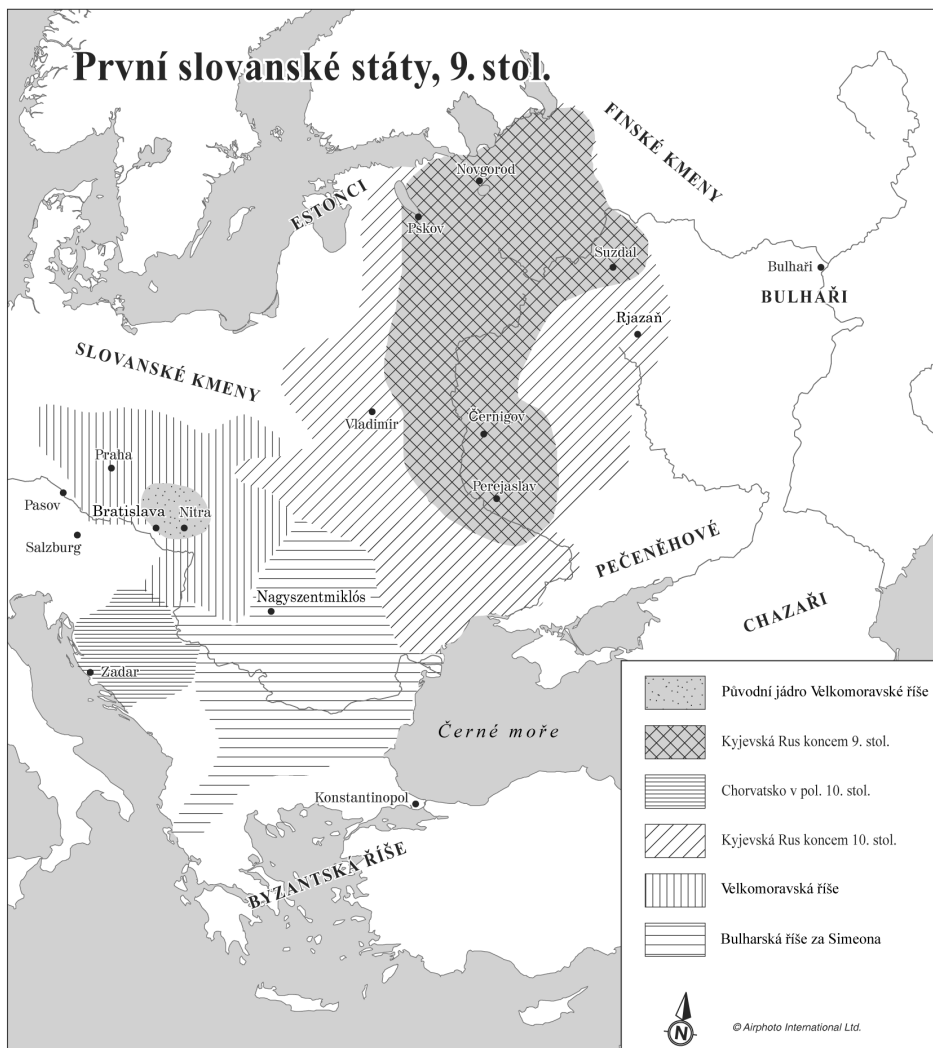 První slovanské státy, 9. stol.
FINSKÉ KMENY
ESTONCI
Novgorod
Pskov
Suzdal
Bulhaři
BULHAŘI
Rjazaň
SLOVANSKÉ KMENY
Vladimír
Černigov
Praha
Perejaslav
Pasov
Bratislava
Nitra
Salzburg
PEČENĚHOVÉ
Nagyszentmiklós
CHAZAŘI
Zadar
Černé moře
Konstantinopol
BYZANTSKÁ ŘÍŠE
Původní jádro Velkomoravské říše
Kyjevská Rus koncem 9. stol.
Chorvatsko v pol. 10. stol.
Kyjevská Rus koncem 10. stol.
Velkomoravská říše
Bulharská říše za Simeona
N
© Airphoto International Ltd.